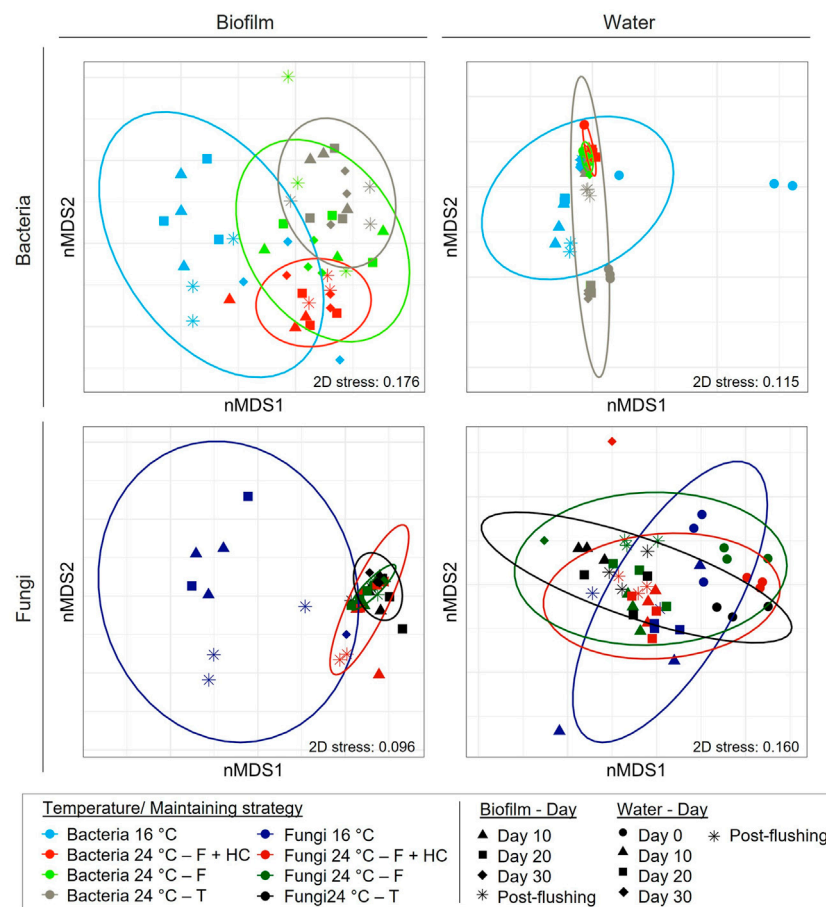 Biofilm
Water
Bacteria
nMDS2
2D stress: 0.176
nMDS1
nMDS2
2D stress: 0.115
nMDS1
Fungi
nMDS2
2D stress: 0.096
nMDS1
nMDS2
2D stress: 0.160
nMDS1
Temperature/ Maintaining strategy
Bacteria 16 °C
Bacteria 24 °C – F + HC
Bacteria 24 °C – F
Bacteria 24 °C – T
Fungi 16 °C
Fungi 24 °C – F + HC
Fungi 24 °C – F
Fungi24 °C – T
Biofilm - Day
Day 10
Day 20
Day 30
Post-flushing
Water - Day
Day 0
Day 10
Day 20
Day 30
Post-flushing